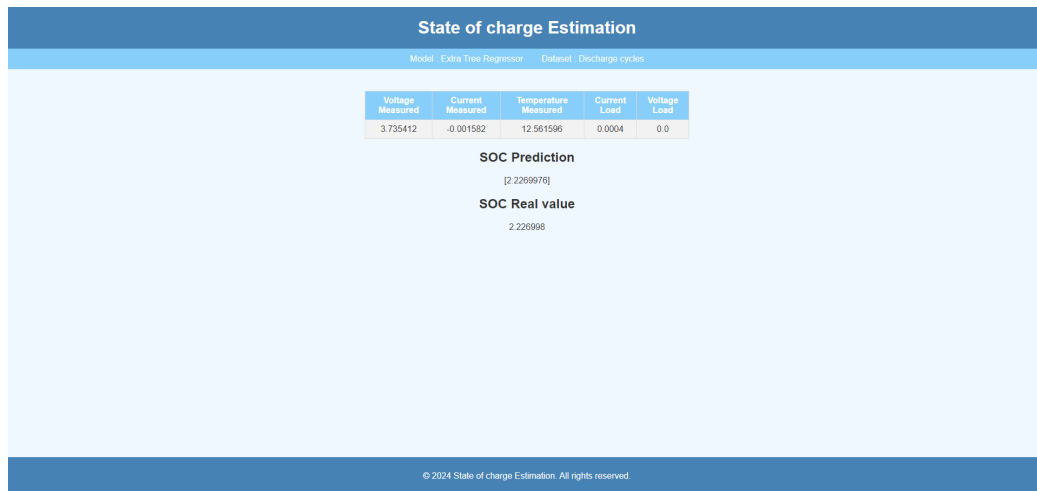 State of charge Estimation
Model : Extra Tree Regressor Dataset : Discharge cycles
Voltage Measured Current Measured Temperature Measured Current Load Voltage Load
3.735412 -0.001582 12.561596 0.0004 0.0
SOC Prediction
[2.2269976]
SOC Real value
2.226998
© 2024 State of charge Estimation. All rights reserved.